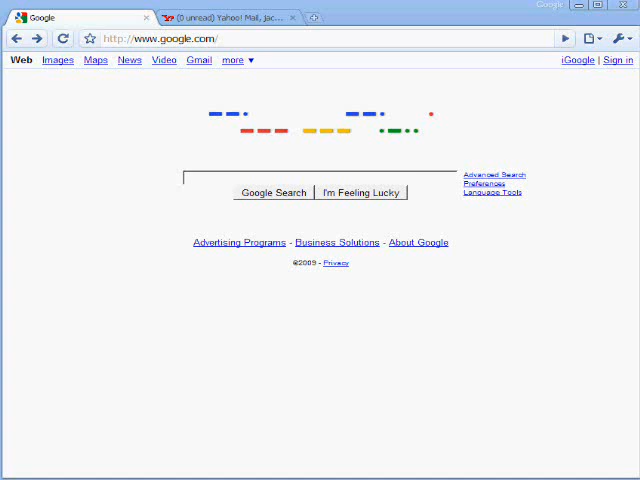 Google
Google
(0 unread) Yahoo! Mail, jac...
http://www.google.com/
Web Images Maps News Video Gmail more ▼
iGoogle | Sign in
▬▬• ▬▬• •
▬▬▬ ▬▬▬ •▬••
Advanced Search
Preferences
Language Tools
Google Search
I'm Feeling Lucky
Advertising Programs - Business Solutions - About Google
©2009 - Privacy